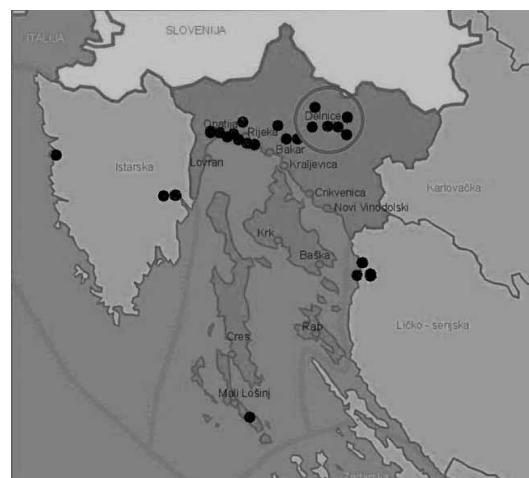 SLOVENIJA
ITALIJA
Delnice
Opatija
Rijeka
Bakar
Lovran
Kraljevica
Istarska
Karlovačka
Crikvenica
Novi Vinodolski
Krk
Baška
Rab
Ličko - senjska
Cres
Mali Lošinj
Zadarska